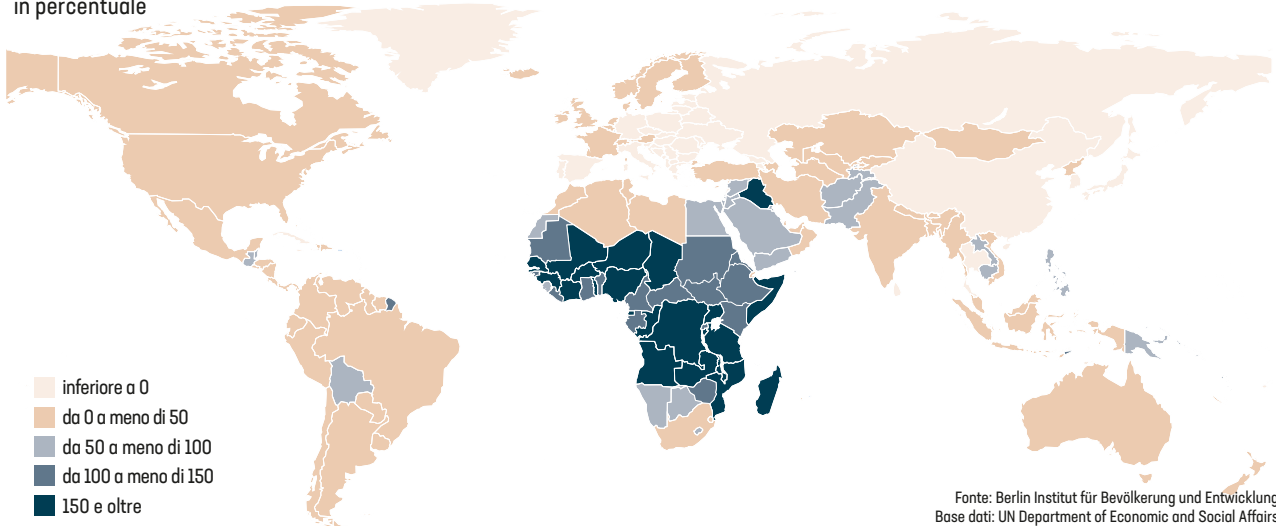 in percentuale
inferiore a 0
da 0 a meno di 50
da 50 a meno di 100
da 100 a meno di 150
150 e oltre
Fonte: Berlin Institut für Bevölkerung und Entwicklung
Base dati: UN Department of Economic and Social Affairs